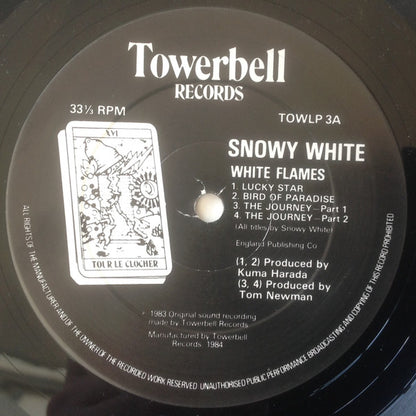 Towerbell
RECORDS
33⅓ RPM
TOWLP 3A
XVI
TOUR LE CLOCHER
SNOWY WHITE
WHITE FLAMES
1. LUCKY STAR
2. BIRD OF PARADISE
3. THE JOURNEY—Part 1
4. THE JOURNEY—Part 2
(All titles by Snowy White)
England Publishing Co
(1, 2) Produced by
Kuma Harada
(3, 4) Produced by
Tom Newman
1983 Original sound recording
made by Towerbell Records.
Manufactured by Towerbell
Records, 1984
ALL RIGHTS OF THE MANUFACTURER AND OF THE OWNER OF THE RECORDED WORK RESERVED UNAUTHORISED PUBLIC PERFORMANCE BROADCASTING AND COPYING OF THIS RECORD PROHIBITED